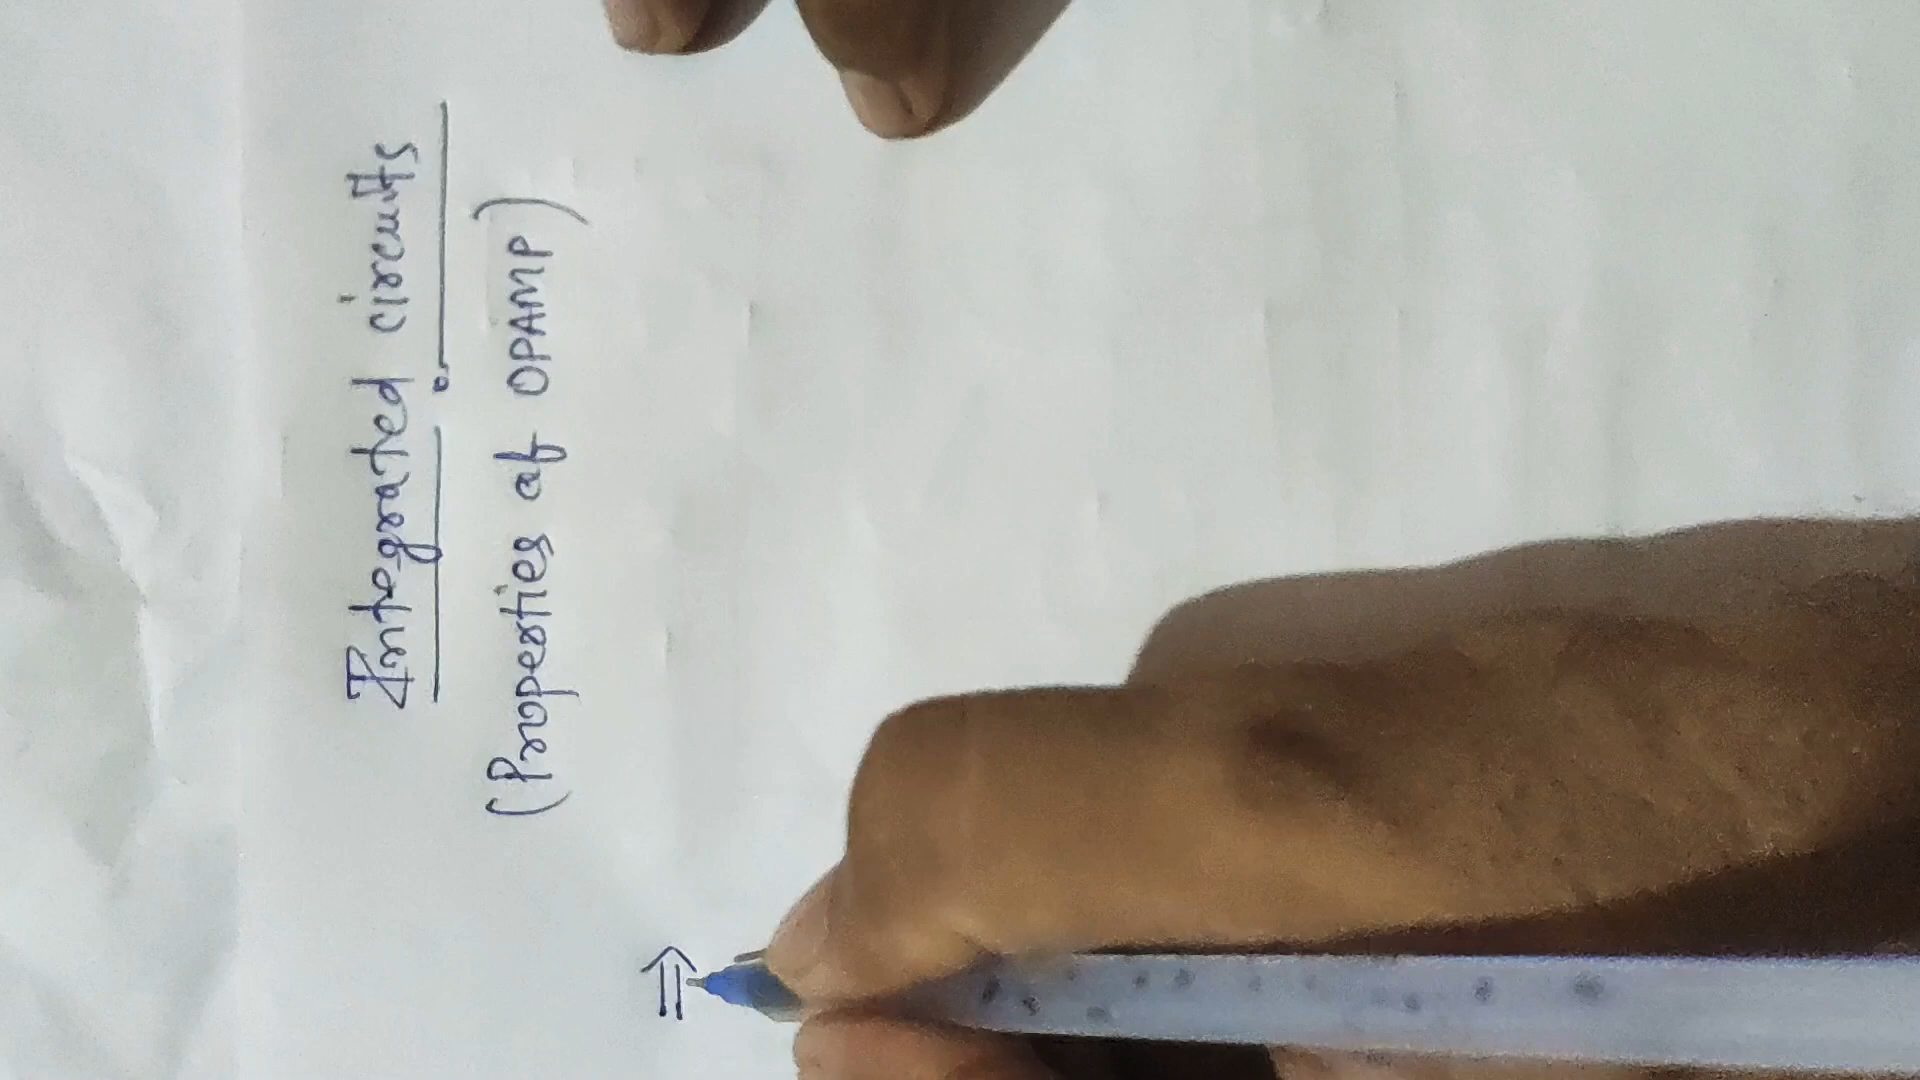 Integrated circuits
(Properties of OPAMP)
⇒